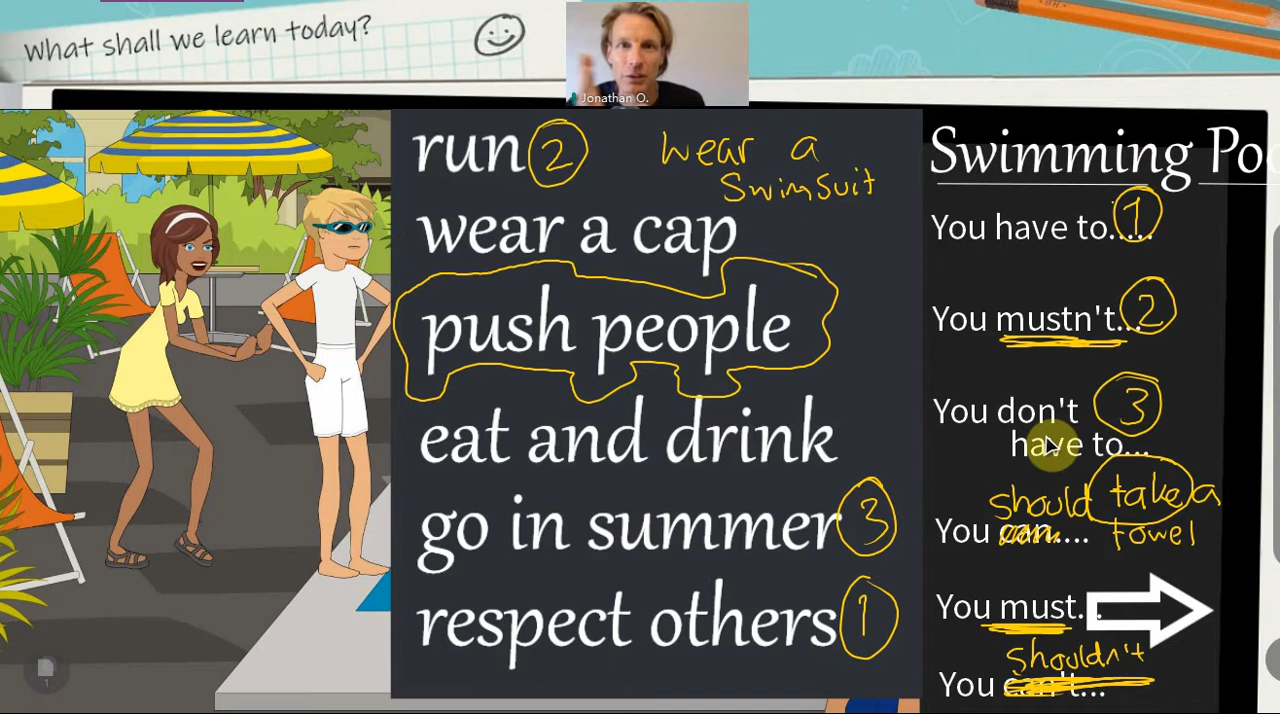 What shall we learn today?
Jonathan O.
run 2 wear a
swimsuit
wear a cap
push people
eat and drink
go in summer 3
respect others 1
Swimming Poo
You have to..... 1
You mustn't... 2
You don't 3
have to...
should take a
You can.... towel
You must...
shouldn't
You can't...
1